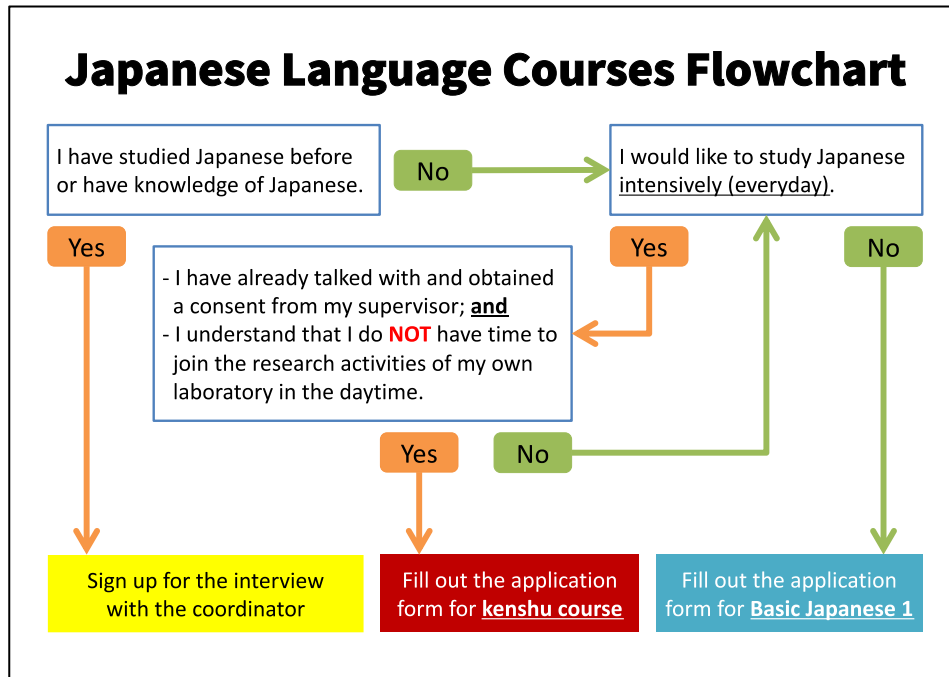 Japanese Language Courses Flowchart
I have studied Japanese before
or have knowledge of Japanese.
No
I would like to study Japanese
intensively (everyday).
Yes
Yes
No
- I have already talked with and obtained
a consent from my supervisor; and
- I understand that I do NOT have time to
join the research activities of my own
laboratory in the daytime.
Yes
No
Sign up for the interview
with the coordinator
Fill out the application
form for kenshu course
Fill out the application
form for Basic Japanese 1